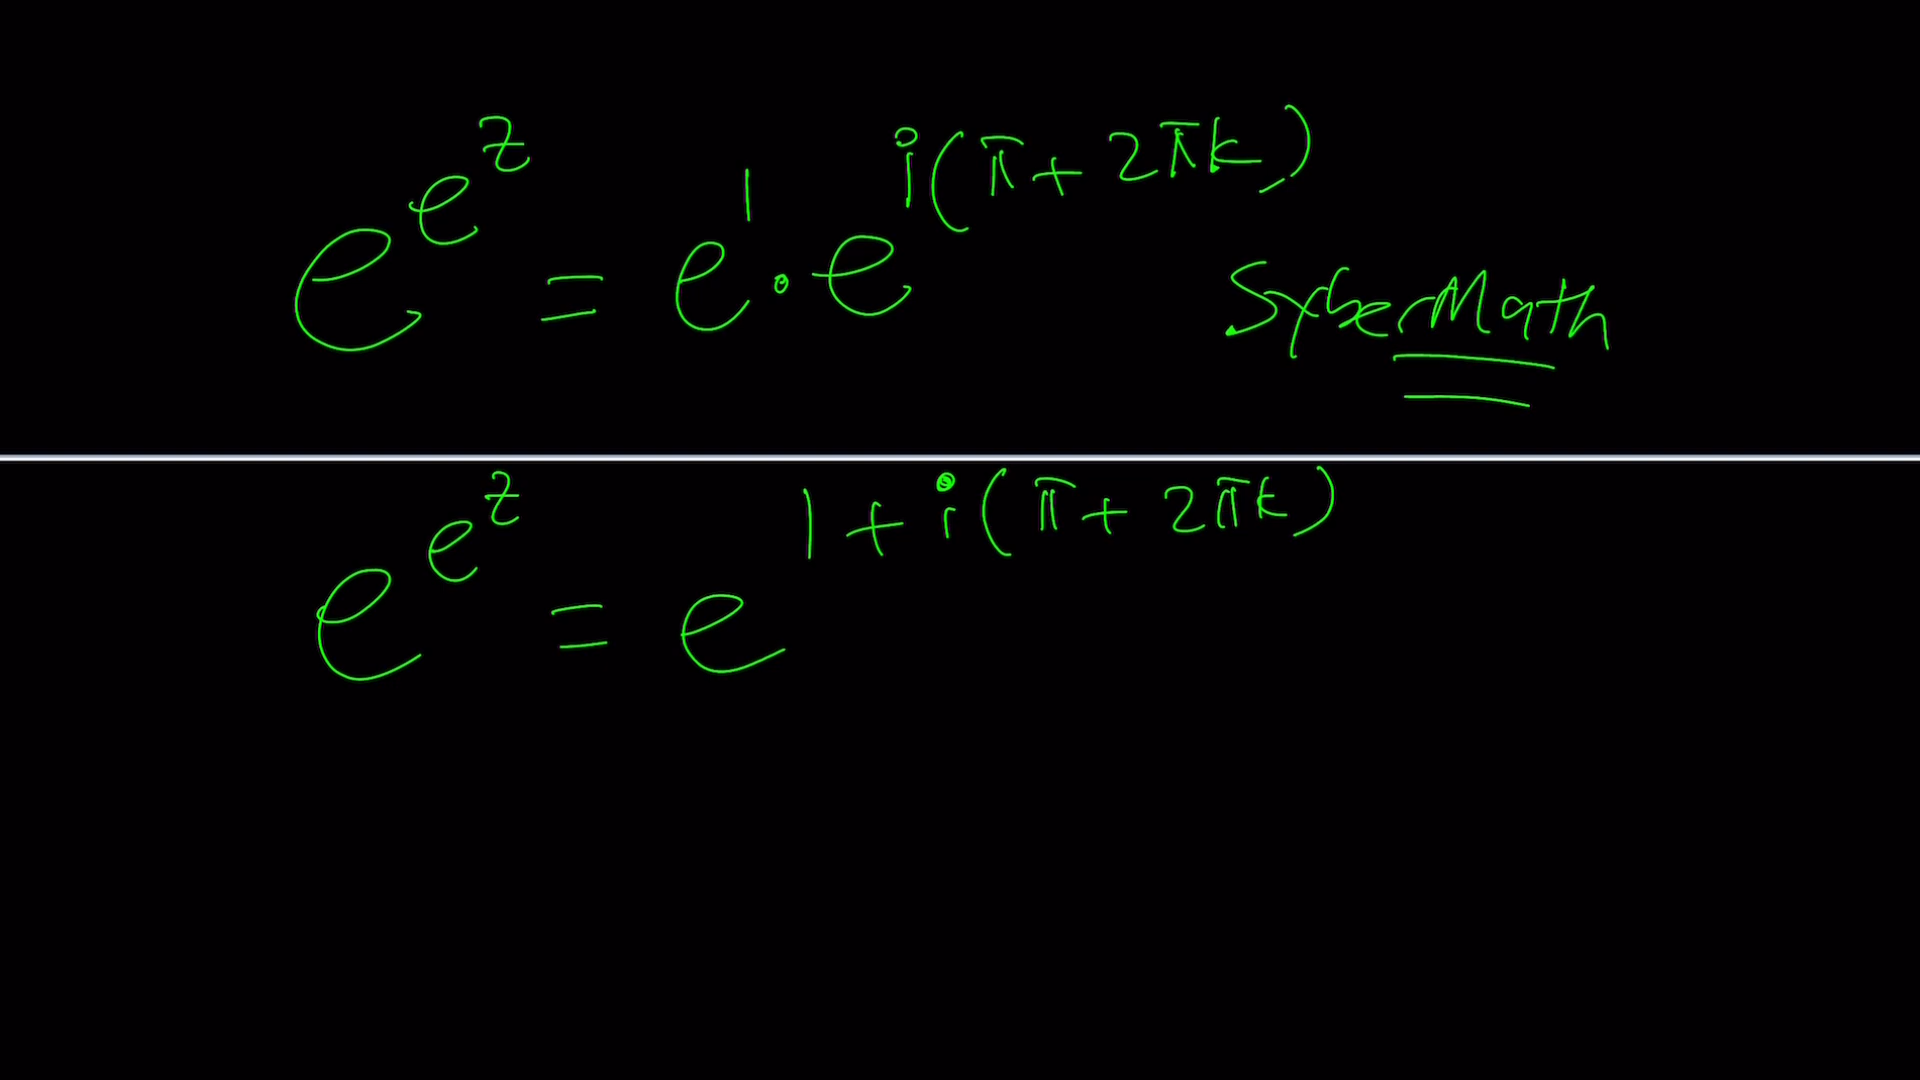 e^{e^z} = e^1 · e^{i(π + 2πk)}
SyberMath
e^{e^z} = e^{1 + i(π + 2πk)}